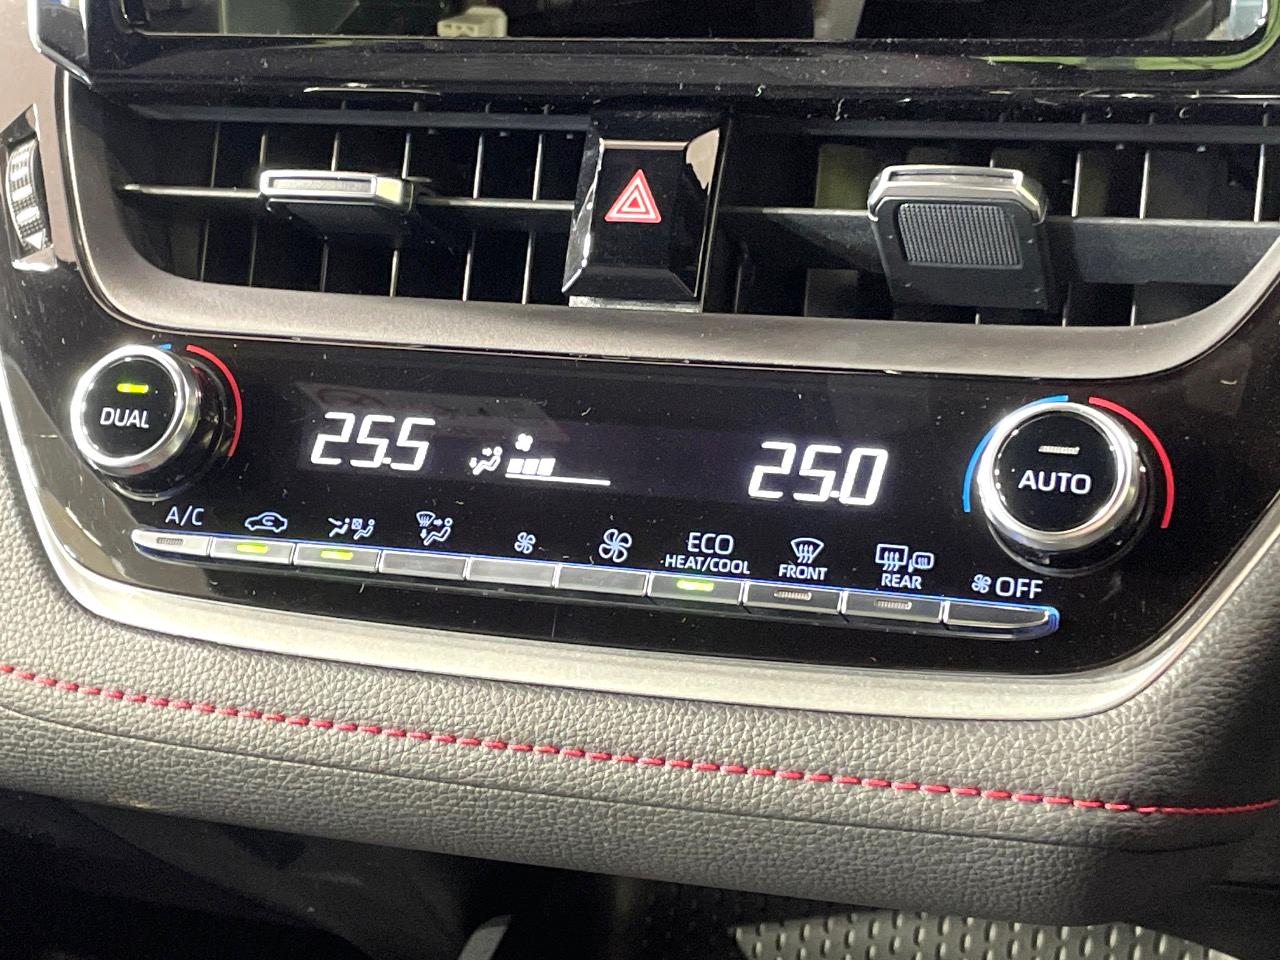 DUAL
25.5
25.0
AUTO
A/C
ECO
HEAT/COOL
FRONT
REAR
OFF